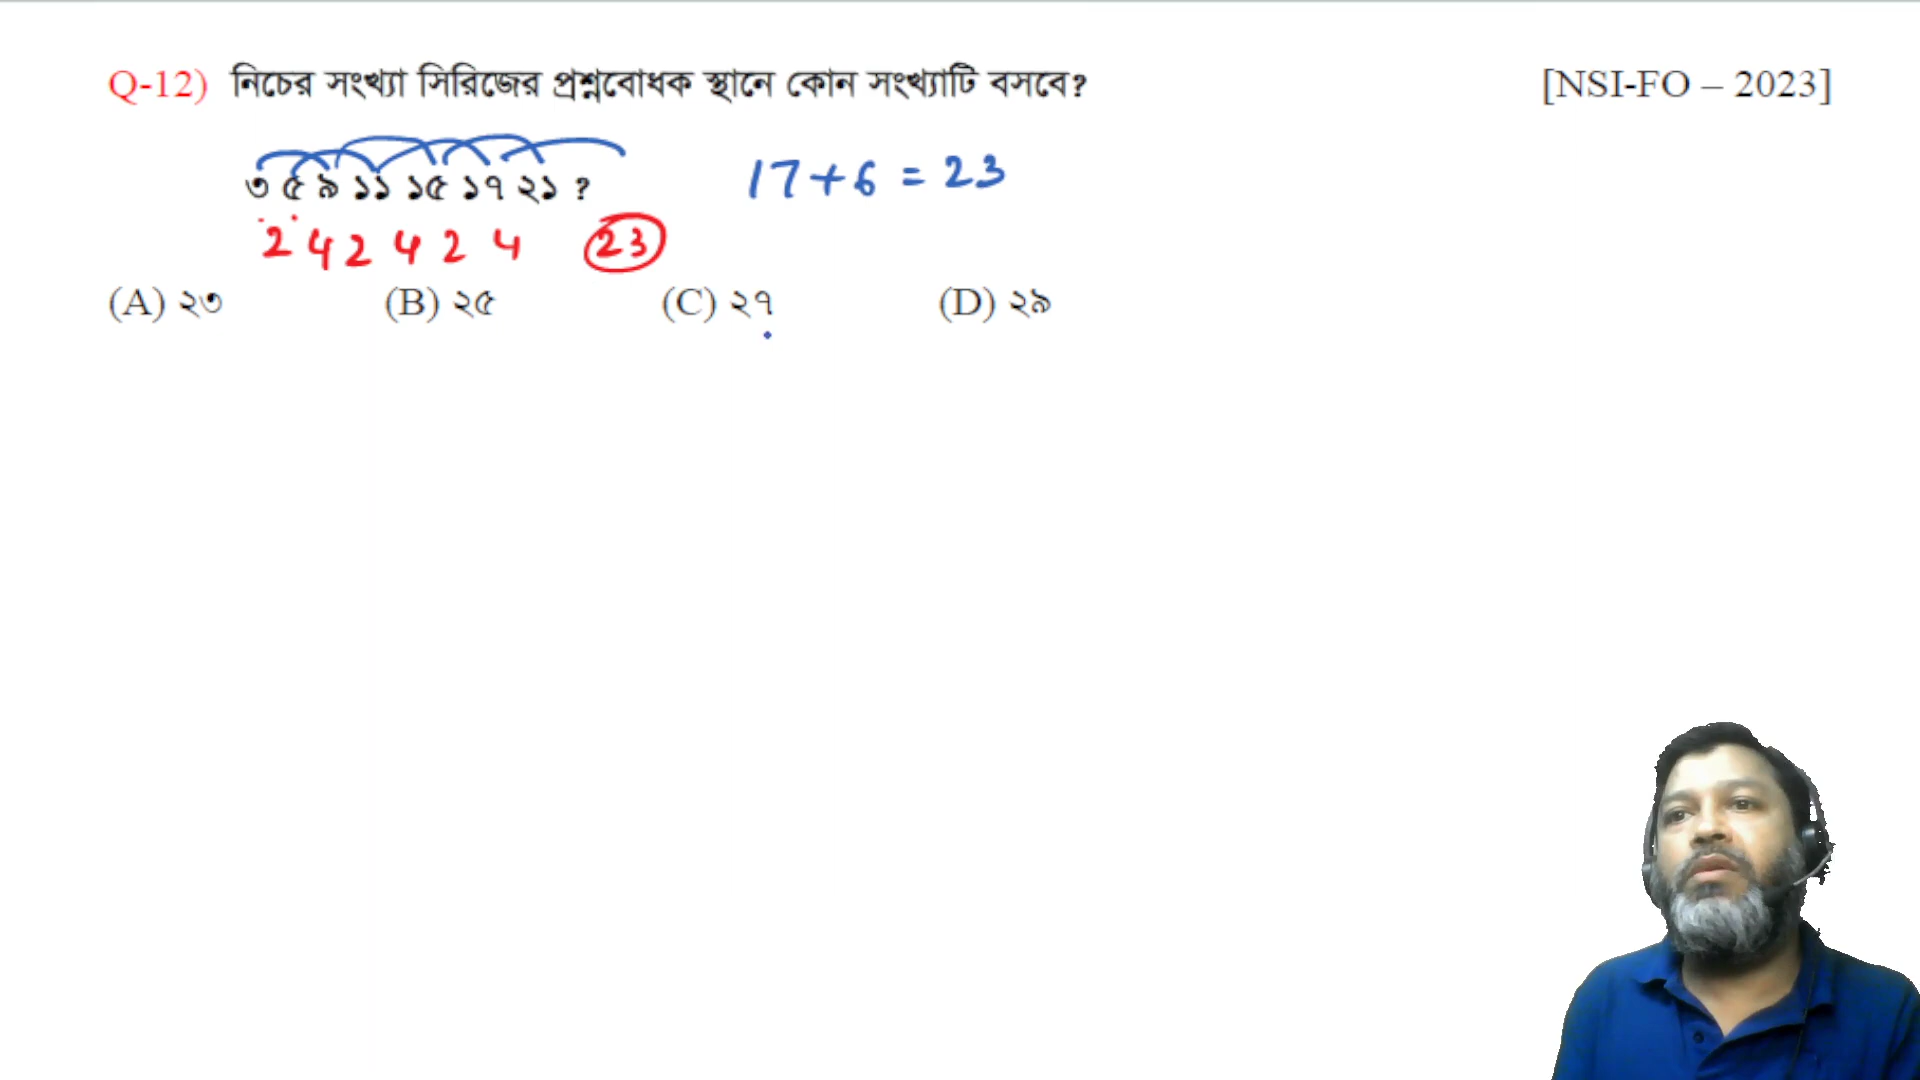 Q-12) নিচের সংখ্যা সিরিজের প্রশ্নবোধক স্থানে কোন সংখ্যাটি বসবে? [NSI-FO – 2023]
৩ ৫ ৯ ১১ ১৫ ১৭ ২১ ? 17+6 = 23
2 4 2 4 2 4 23
(A) ২৩ (B) ২৫ (C) ২৭ (D) ২৯